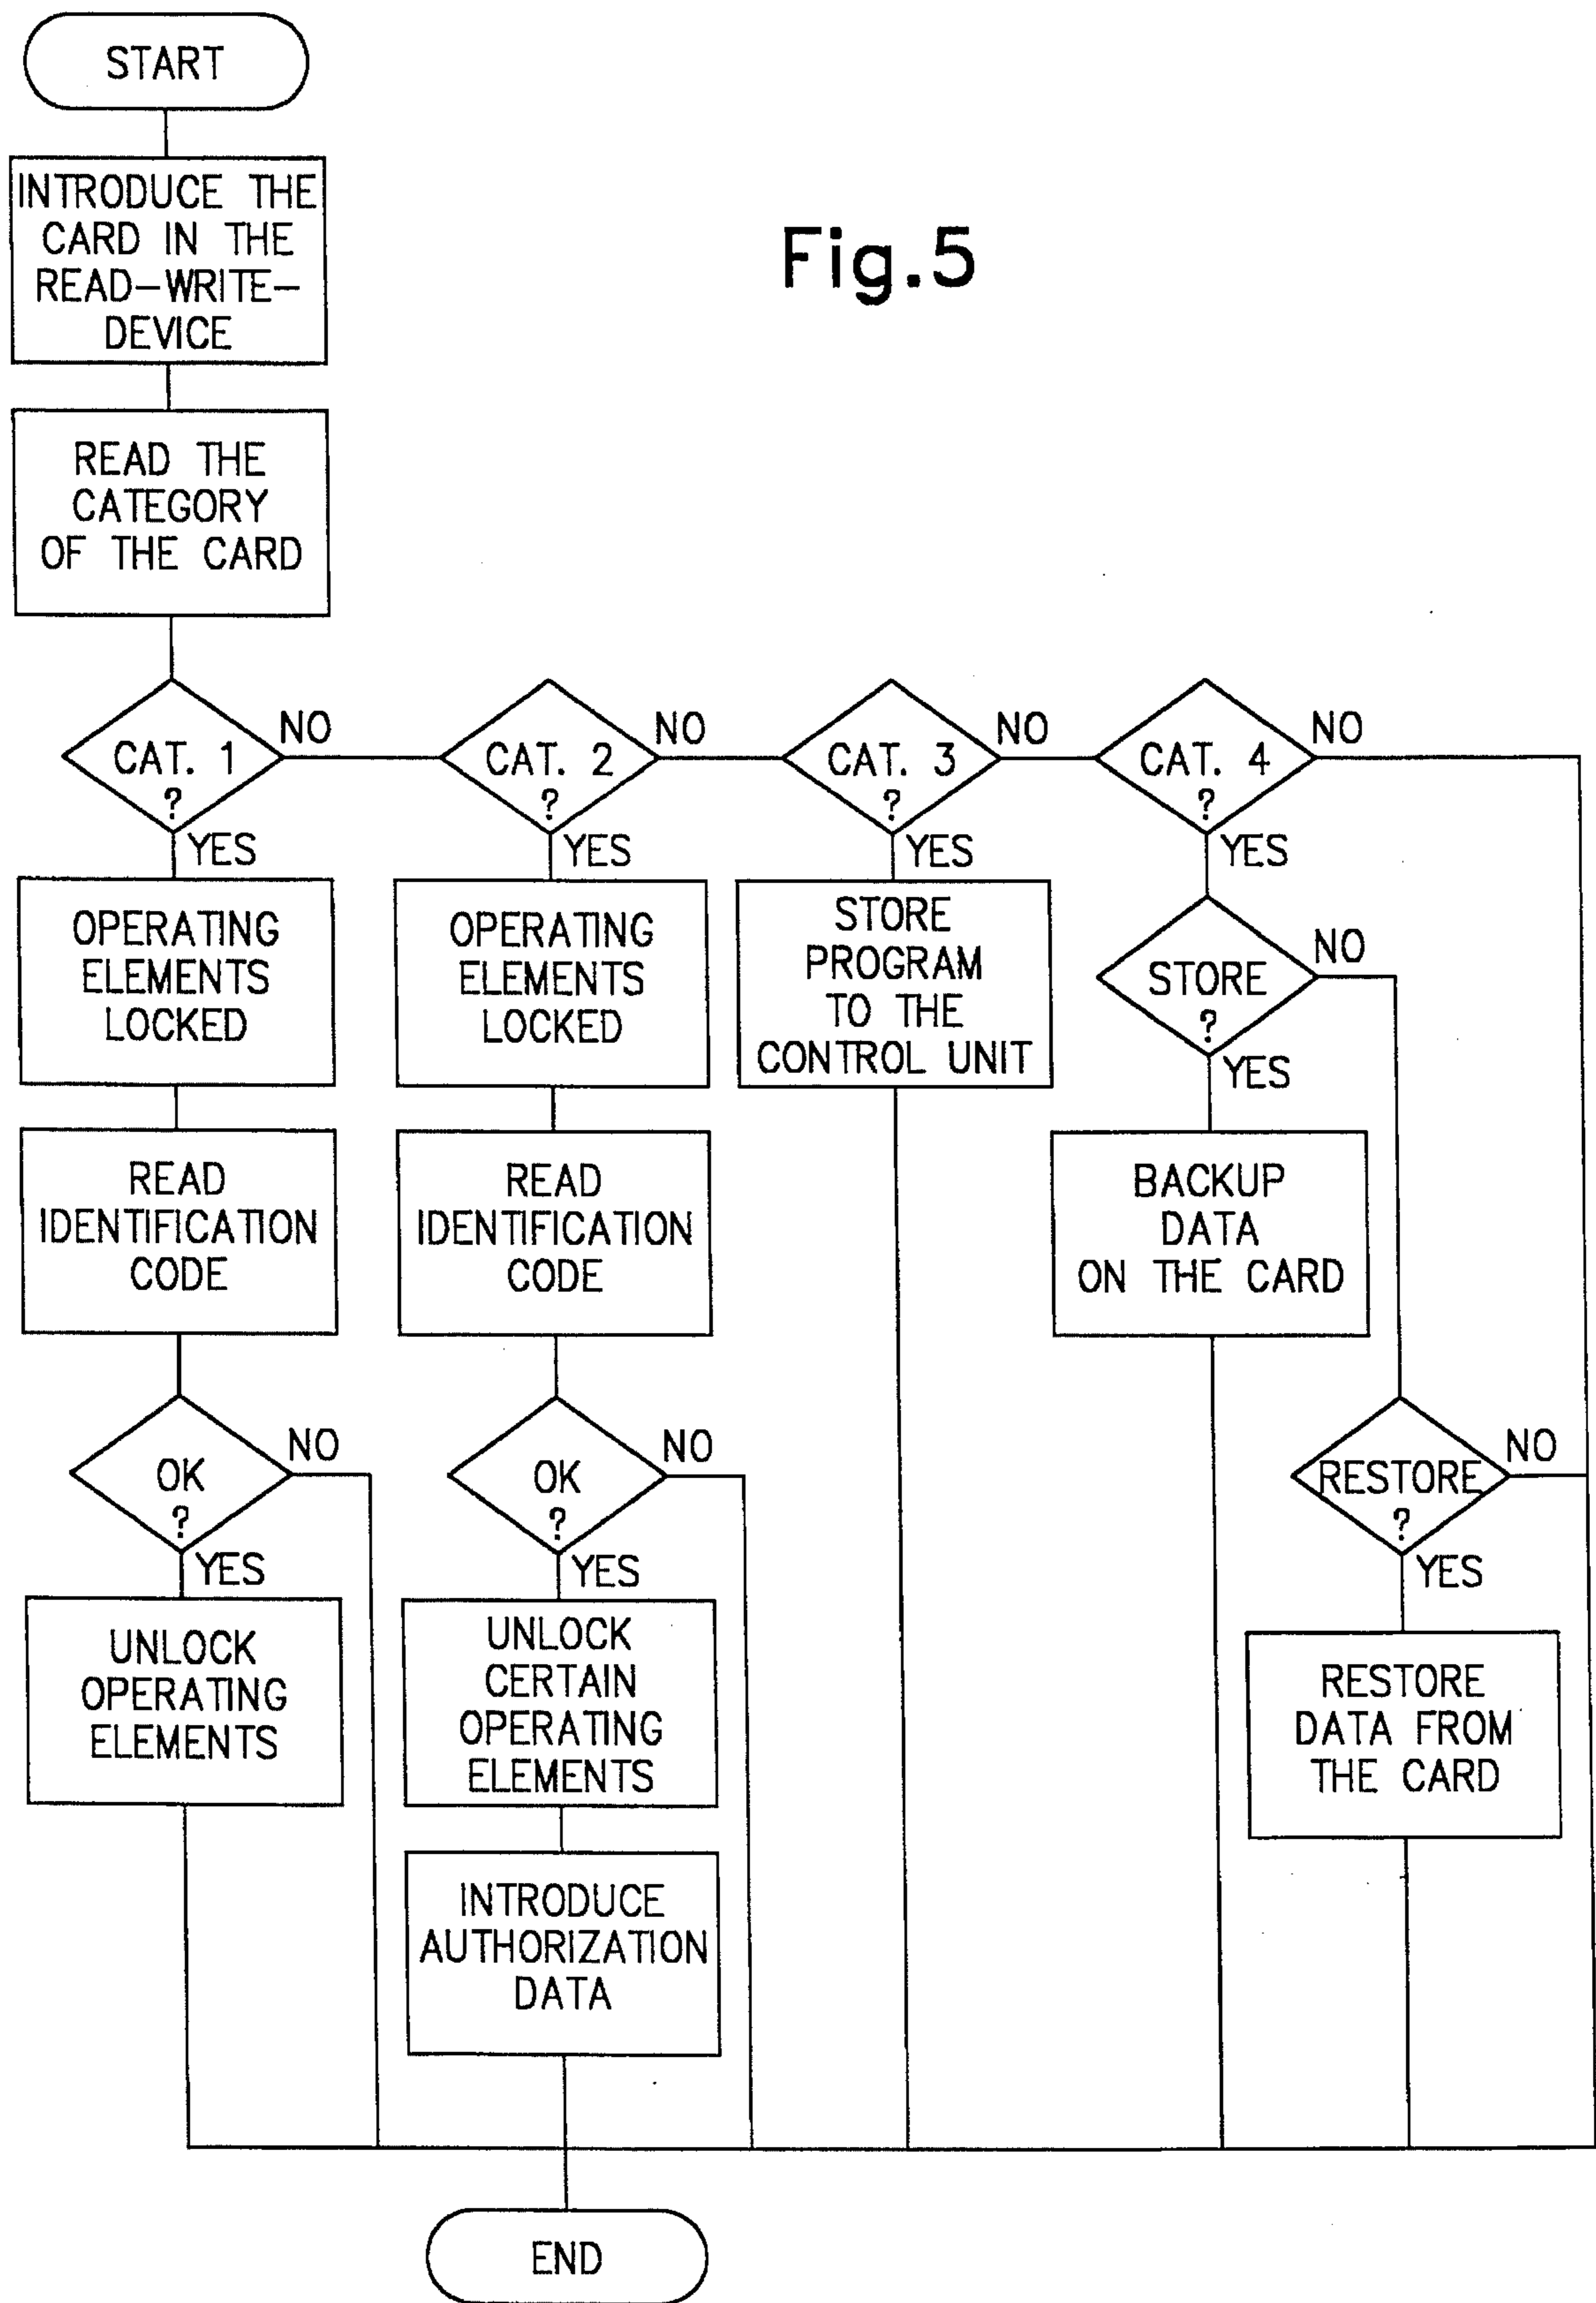 START
INTRODUCE THE
CARD IN THE
READ-WRITE-
DEVICE
Fig.5
READ THE
CATEGORY
OF THE CARD
CAT. 1
?
NO
YES
CAT. 2
?
NO
YES
CAT. 3
?
NO
YES
CAT. 4
?
NO
YES
OPERATING
ELEMENTS
LOCKED
READ
IDENTIFICATION
CODE
OK
?
NO
YES
UNLOCK
OPERATING
ELEMENTS
OPERATING
ELEMENTS
LOCKED
READ
IDENTIFICATION
CODE
OK
?
NO
YES
UNLOCK
CERTAIN
OPERATING
ELEMENTS
INTRODUCE
AUTHORIZATION
DATA
STORE
PROGRAM
TO THE
CONTROL UNIT
STORE
?
NO
YES
BACKUP
DATA
ON THE CARD
RESTORE
?
NO
YES
RESTORE
DATA FROM
THE CARD
END